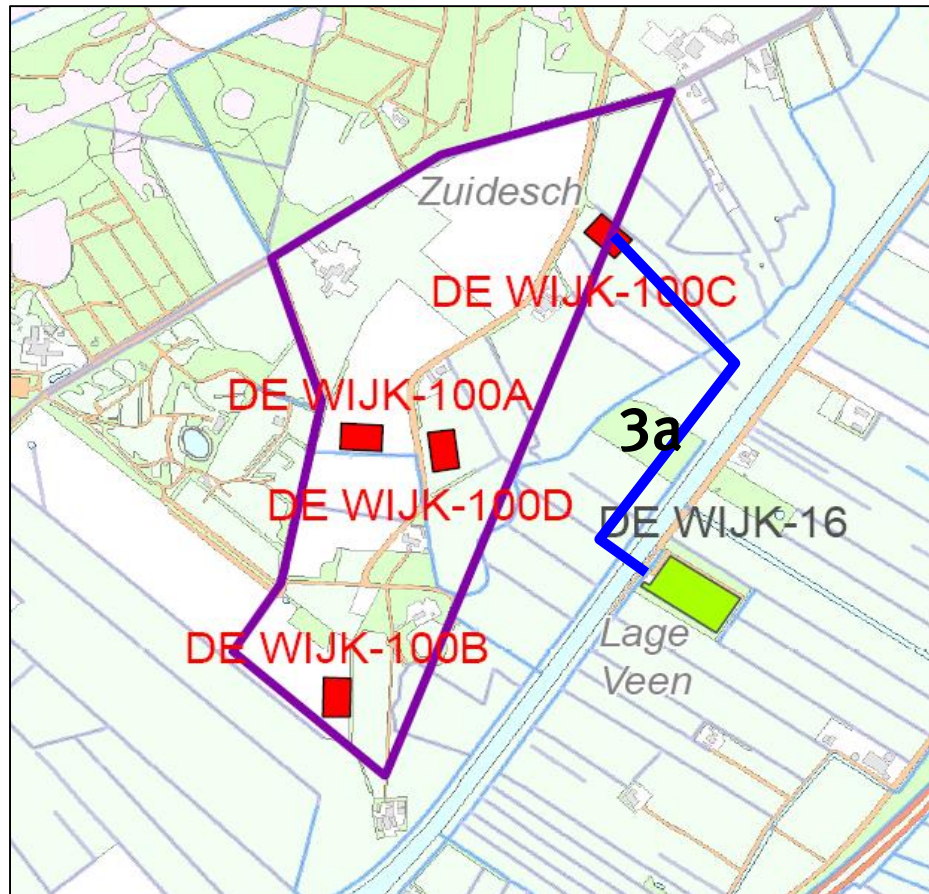 Zuidesch
DE WIJK-100C
DE WIJK-100A
3a
DE WIJK-100D
DE WIJK-16
Lage
Veen
DE WIJK-100B